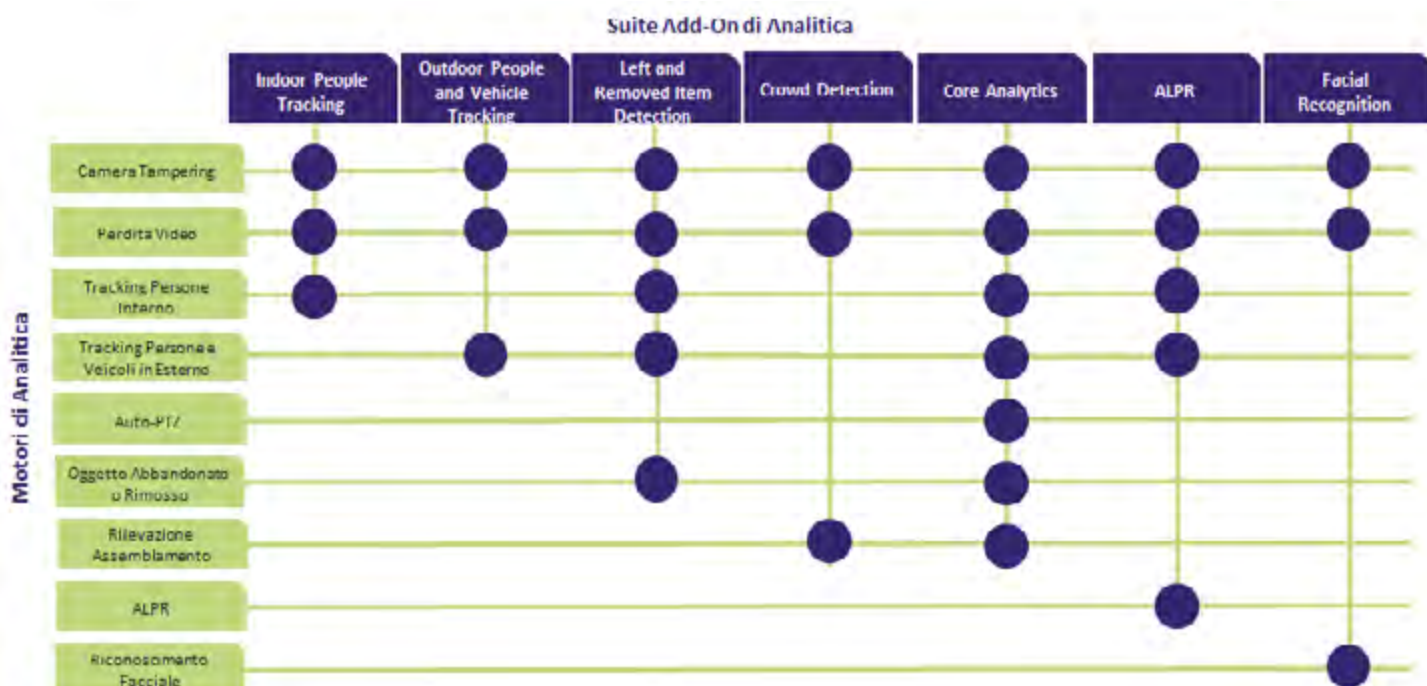 Suite Add-On di Analitica
Indoor People
Tracking
Outdoor People
and Vehicle
Tracking
Left and
Removed Item
Detection
Crowd Detection
Core Analytics
ALPR
Facial
Recognition
Motori di Analitica
Camera Tampering
Perdita Video
Tracking Persone
Interno
Tracking Persone e
Veicoli in Esterno
Auto-PTZ
Oggetto Abbandonato
o Rimosso
Rilevazione
Assemblamento
ALPR
Riconoscimento
Facciale